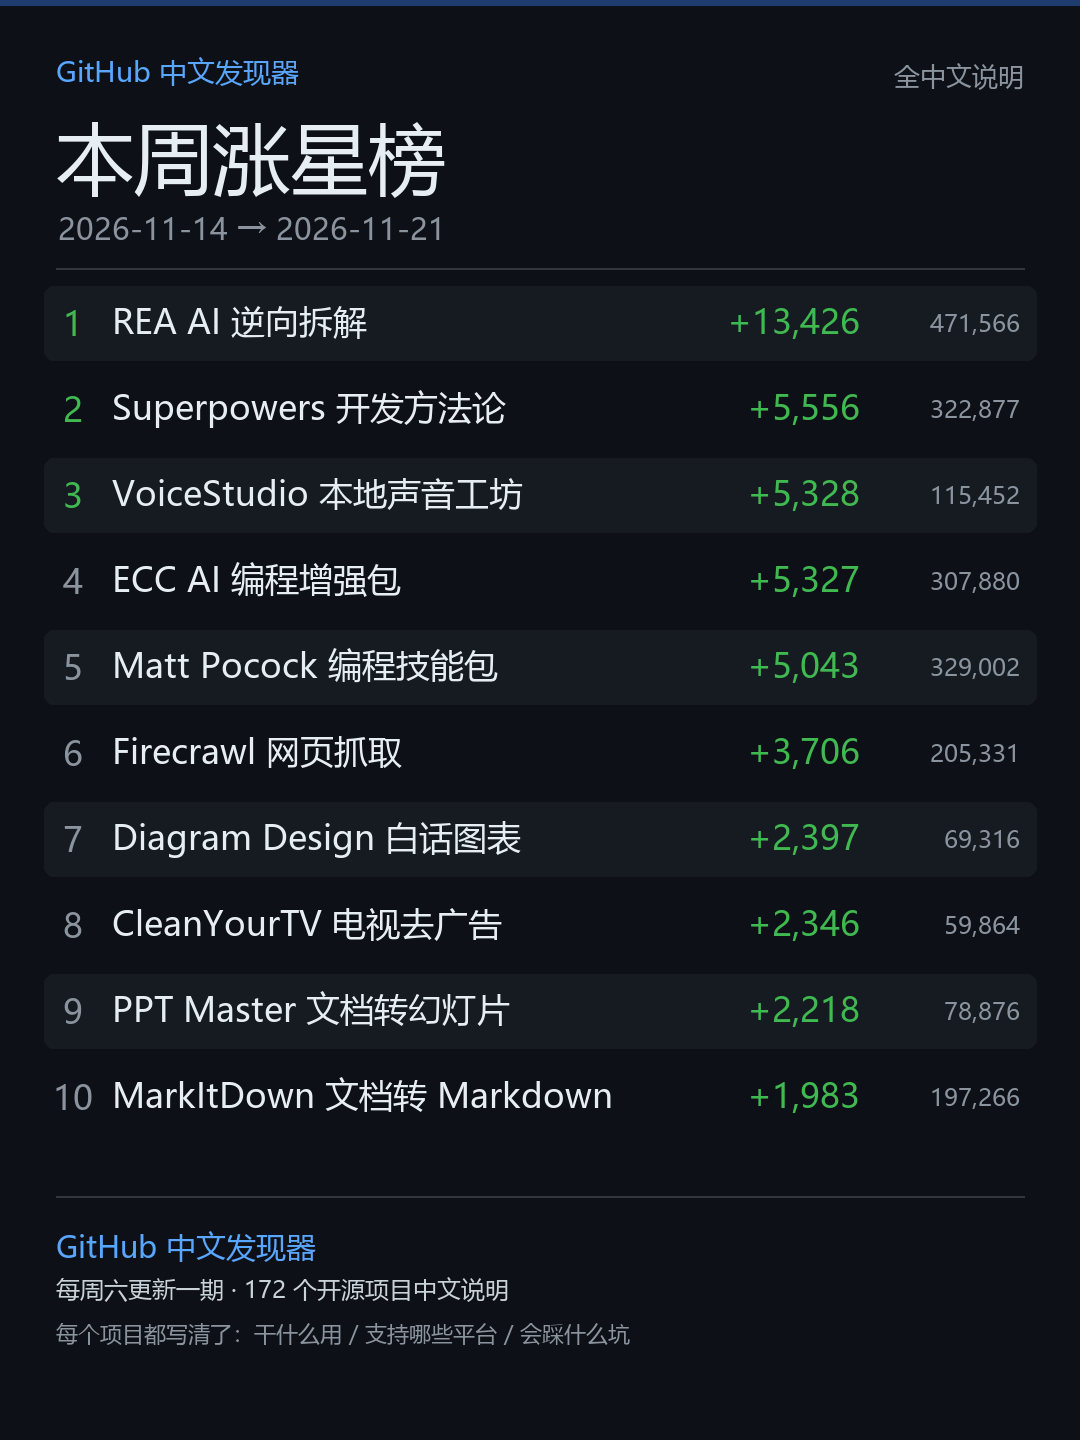 GitHub 中文发现器
全中文说明
本周涨星榜
2026-11-14 → 2026-11-21
1 REA AI 逆向拆解 +13,426 471,566
2 Superpowers 开发方法论 +5,556 322,877
3 VoiceStudio 本地声音工坊 +5,328 115,452
4 ECC AI 编程增强包 +5,327 307,880
5 Matt Pocock 编程技能包 +5,043 329,002
6 Firecrawl 网页抓取 +3,706 205,331
7 Diagram Design 白话图表 +2,397 69,316
8 CleanYourTV 电视去广告 +2,346 59,864
9 PPT Master 文档转幻灯片 +2,218 78,876
10 MarkItDown 文档转 Markdown +1,983 197,266
GitHub 中文发现器
每周六更新一期 · 172 个开源项目中文说明
每个项目都写清了：干什么用 / 支持哪些平台 / 会踩什么坑